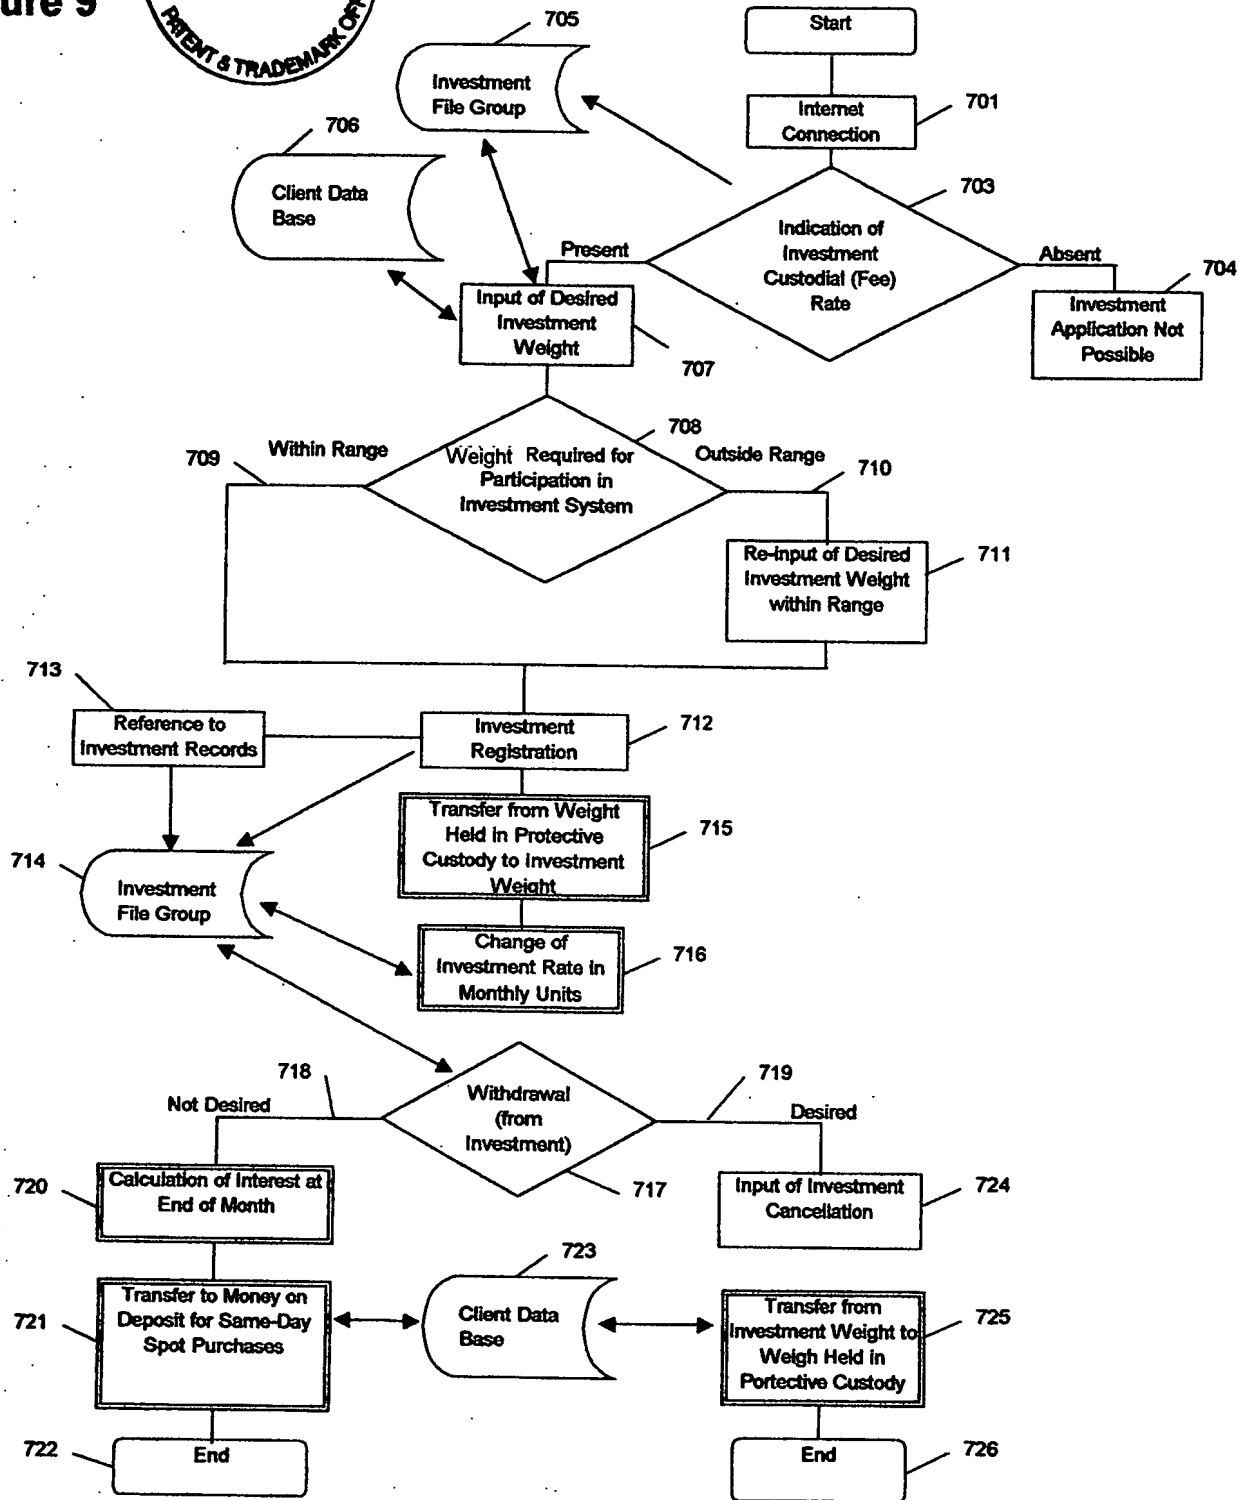 ure 9
PATENT & TRADEMARK OFF
Start
705
Investment
File Group
Internet
Connection
701
706
Client Data
Base
703
Indication of
Investment
Custodial (Fee)
Rate
Present
Absent
704
Investment
Application Not
Possible
Input of Desired
Investment
Weight
707
708
Weight Required for
Participation in
Investment System
Within Range
709
Outside Range
710
Re-input of Desired
Investment Weight
within Range
711
713
Reference to
Investment Records
Investment
Registration
712
Transfer from Weight
Held in Protective
Custody to Investment
Weight
715
714
Investment
File Group
Change of
Investment Rate in
Monthly Units
716
718
719
Not Desired
Withdrawal
(from
Investment)
Desired
717
720
Calculation of Interest at
End of Month
Input of Investment
Cancellation
724
723
721
Transfer to Money on
Deposit for Same-Day
Spot Purchases
Client Data
Base
Transfer from
Investment Weight to
Weigh Held in
Portective Custody
725
722
End
End
726